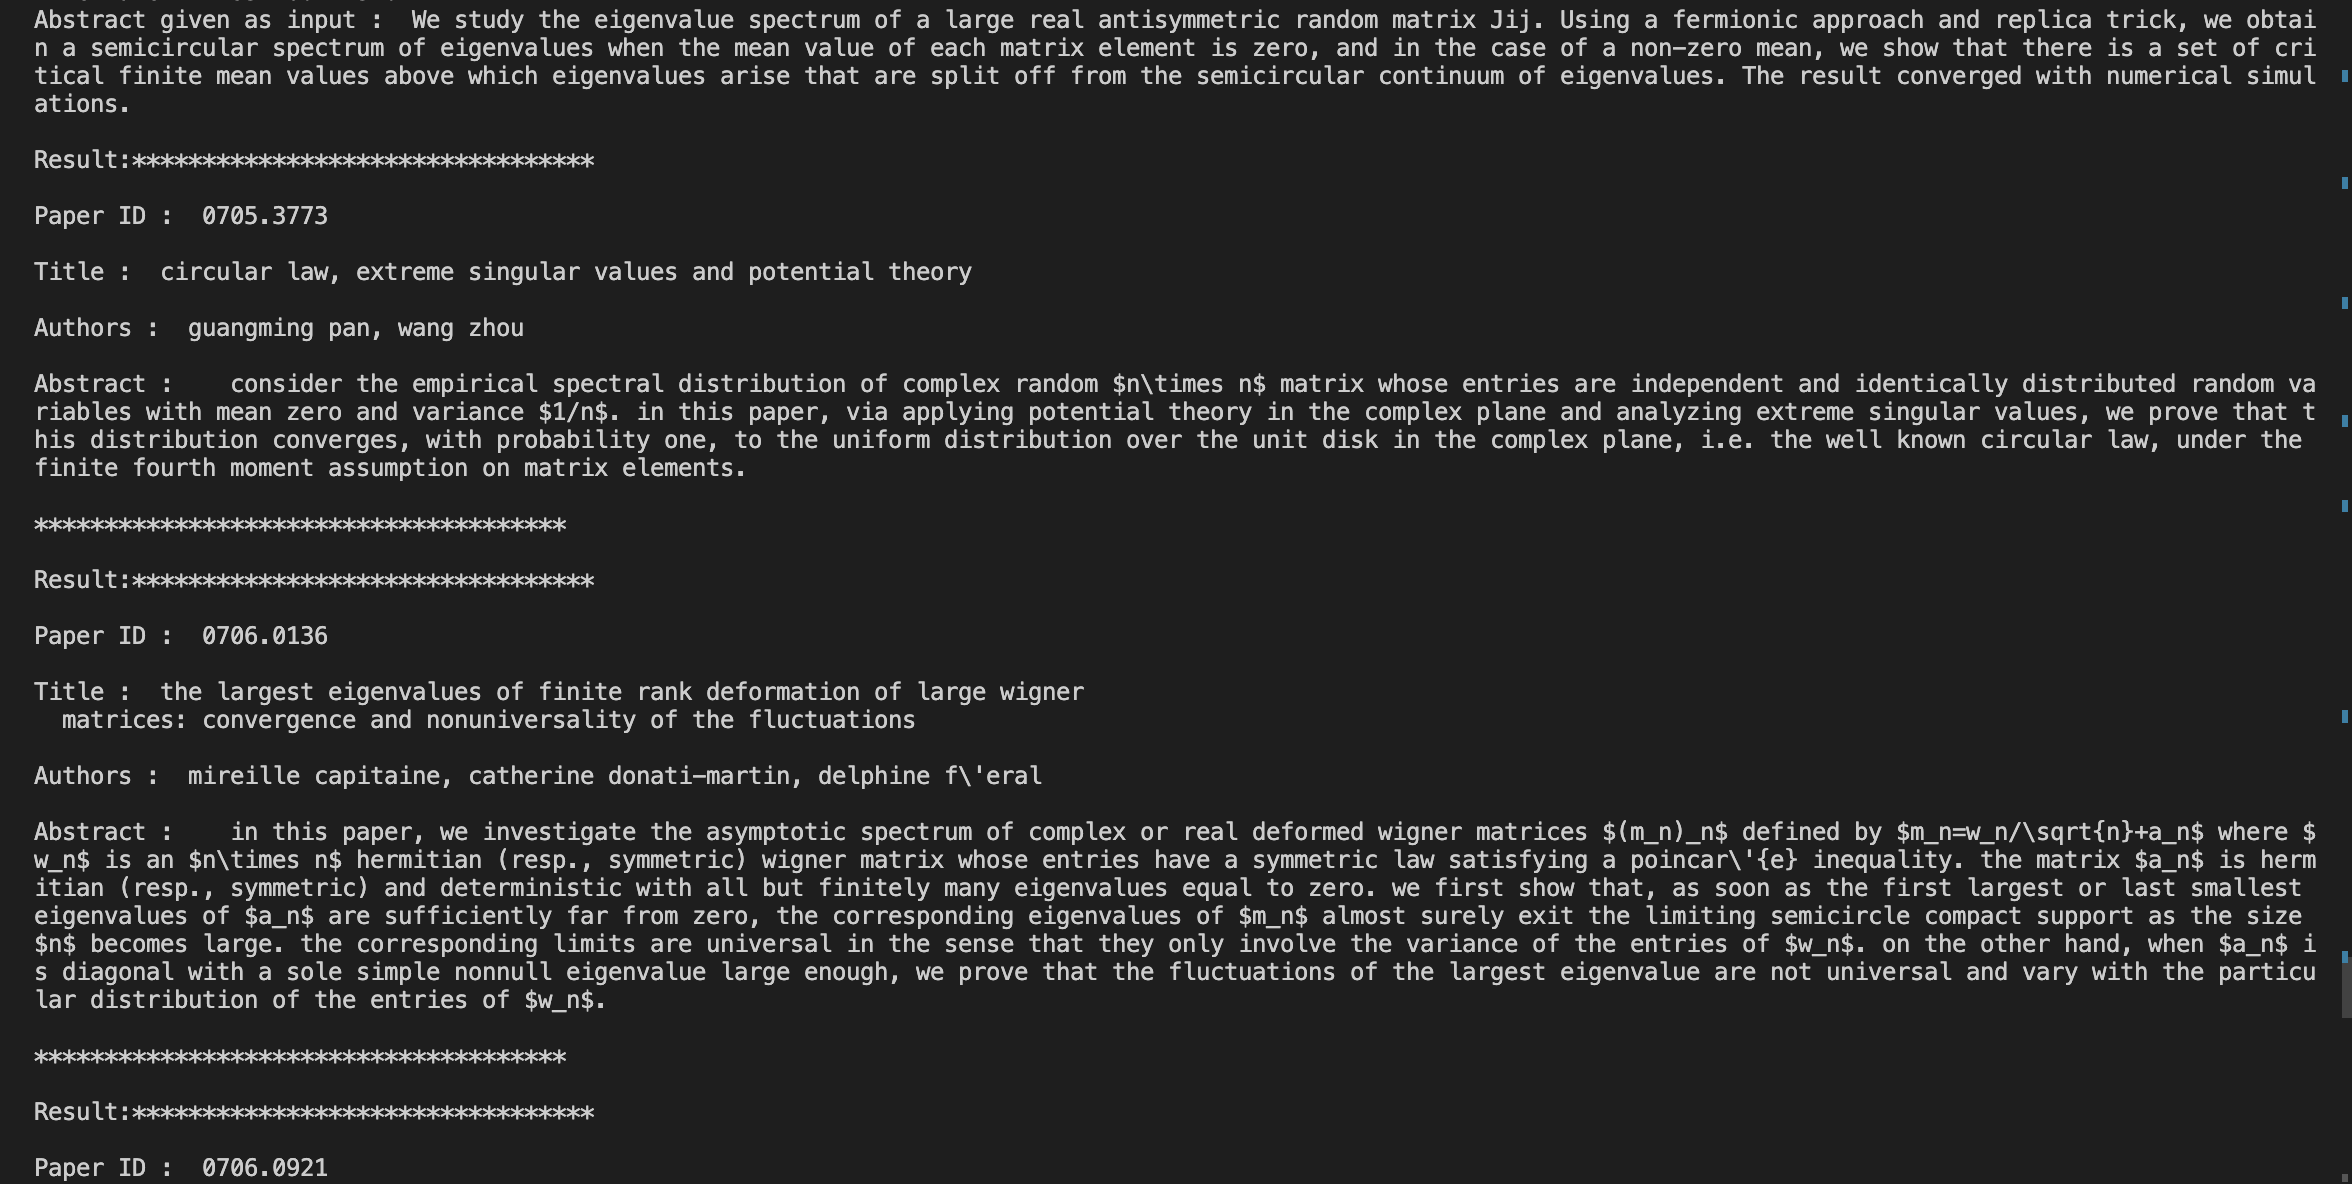 Abstract given as input :  We study the eigenvalue spectrum of a large real antisymmetric random matrix Jij. Using a fermionic approach and replica trick, we obtai
n a semicircular spectrum of eigenvalues when the mean value of each matrix element is zero, and in the case of a non-zero mean, we show that there is a set of cri
tical finite mean values above which eigenvalues arise that are split off from the semicircular continuum of eigenvalues. The result converged with numerical simul
ations.
Result:*********************************
Paper ID :  0705.3773
Title :  circular law, extreme singular values and potential theory
Authors :  guangming pan, wang zhou
Abstract :    consider the empirical spectral distribution of complex random $n\times n$ matrix whose entries are independent and identically distributed random va
riables with mean zero and variance $1/n$. in this paper, via applying potential theory in the complex plane and analyzing extreme singular values, we prove that t
his distribution converges, with probability one, to the uniform distribution over the unit disk in the complex plane, i.e. the well known circular law, under the
finite fourth moment assumption on matrix elements.
**************************************
Result:*********************************
Paper ID :  0706.0136
Title :  the largest eigenvalues of finite rank deformation of large wigner
  matrices: convergence and nonuniversality of the fluctuations
Authors :  mireille capitaine, catherine donati-martin, delphine f\'eral
Abstract :    in this paper, we investigate the asymptotic spectrum of complex or real deformed wigner matrices $(m_n)_n$ defined by $m_n=w_n/\sqrt{n}+a_n$ where $
w_n$ is an $n\times n$ hermitian (resp., symmetric) wigner matrix whose entries have a symmetric law satisfying a poincar\'{e} inequality. the matrix $a_n$ is herm
itian (resp., symmetric) and deterministic with all but finitely many eigenvalues equal to zero. we first show that, as soon as the first largest or last smallest
eigenvalues of $a_n$ are sufficiently far from zero, the corresponding eigenvalues of $m_n$ almost surely exit the limiting semicircle compact support as the size
$n$ becomes large. the corresponding limits are universal in the sense that they only involve the variance of the entries of $w_n$. on the other hand, when $a_n$ i
s diagonal with a sole simple nonnull eigenvalue large enough, we prove that the fluctuations of the largest eigenvalue are not universal and vary with the particu
lar distribution of the entries of $w_n$.
**************************************
Result:*********************************
Paper ID :  0706.0921